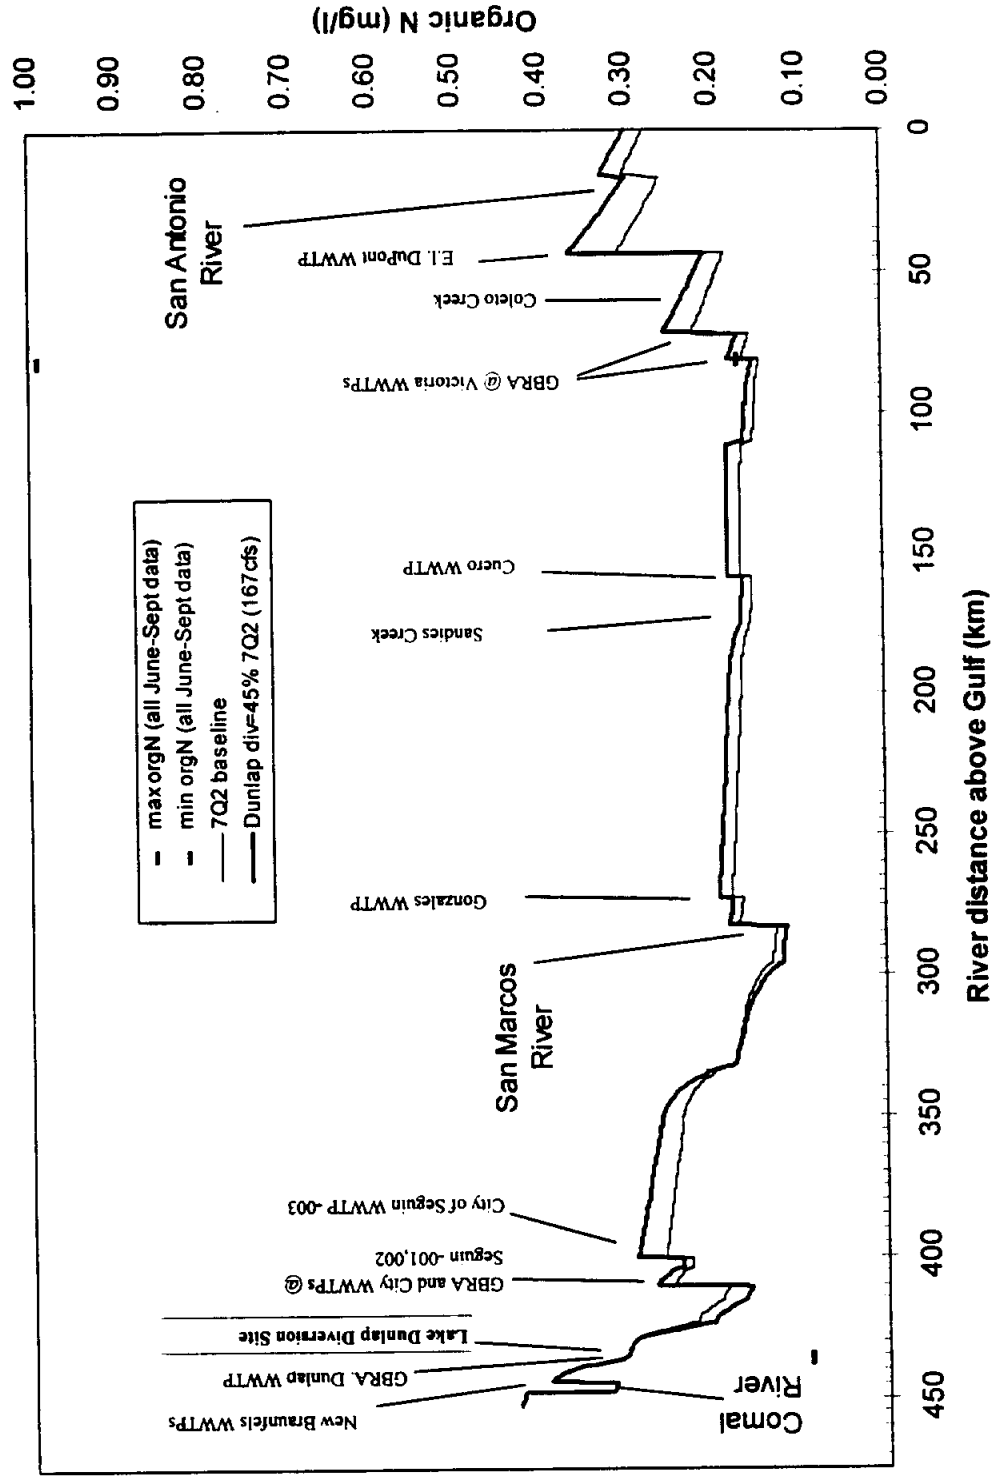 Organic N (mg/l)
1.00
0.90
0.80
0.70
0.60
0.50
0.40
0.30
0.20
0.10
0.00
max orgN (all June-Sept data)
min orgN (all June-Sept data)
7Q2 baseline
Dunlap div=45% 7Q2 (167cfs)
San Antonio
River
E.I. DuPont WWTP
Coleto Creek
GBRA @ Victoria WWTPs
Cuero WWTP
Sandies Creek
Gonzales WWTP
San Marcos
River
City of Seguin WWTP -003
GBRA and City WWTPs @
Seguin -001,002
Lake Dunlap Diversion Site
GBRA. Dunlap WWTP
New Braunfels WWTPs
Comal
River
0
50
100
150
200
250
300
350
400
450
River distance above Gulf (km)